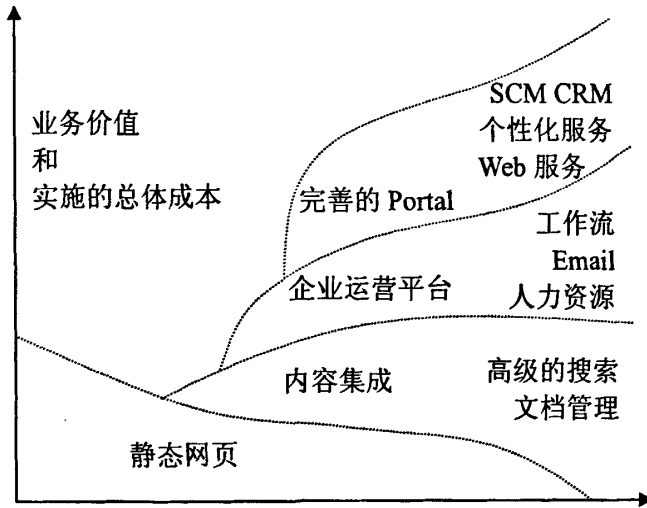 业务价值
和
实施的总体成本
SCM CRM
个性化服务
Web 服务
完善的 Portal
工作流
Email
人力资源
企业运营平台
内容集成
高级的搜索
文档管理
静态网页